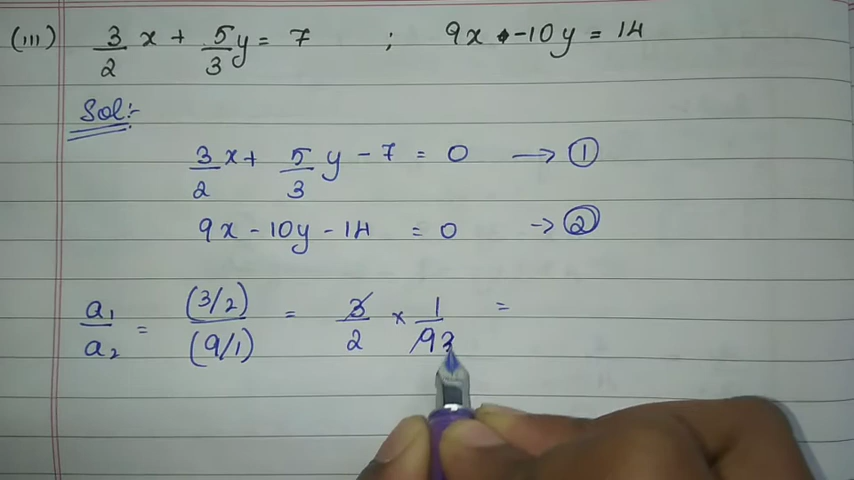 (III) 3/2 x + 5/3 y = 7 ; 9x - 10y = 14
Sol:-
3/2 x + 5/3 y - 7 = 0 → ①
9x - 10y - 14 = 0 → ②
a₁/a₂ = (3/2)/(9/1) = 3/2 × 1/9 3 =